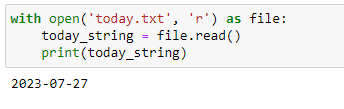 with open('today.txt', 'r') as file:
    today_string = file.read()
    print(today_string)
2023-07-27